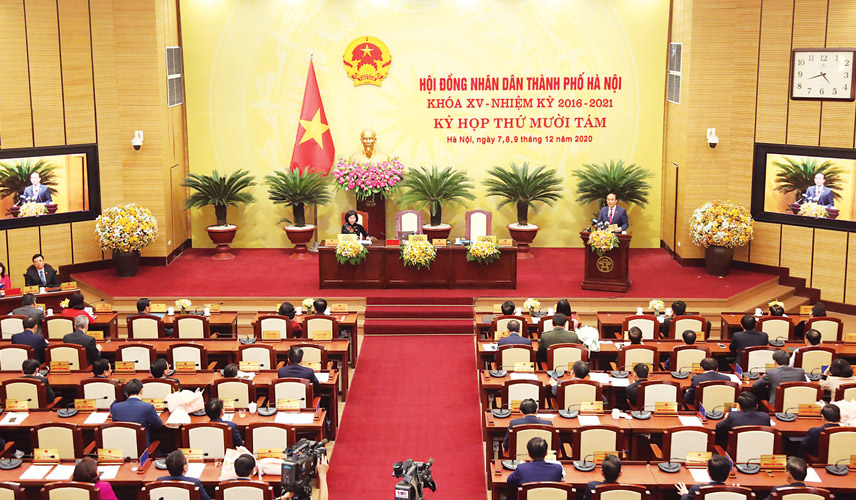 HỘI ĐỒNG NHÂN DÂN THÀNH PHỐ HÀ NỘI
KHÓA XV - NHIỆM KỲ 2016 - 2021
KỲ HỌP THỨ MƯỜI TÁM
Hà Nội, ngày 7,8,9 tháng 12 năm 2020